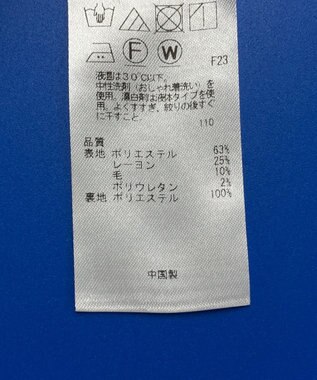 F W
F23
液温は30℃以下。
中性洗剤(おしゃれ着洗い)を
使用。漂白剤は液体タイプを使
用。よくすすぎ、絞りの後すぐ
に干すこと。
110
品質
表地 ポリエステル 63%
レーヨン 25%
毛 10%
ポリウレタン 2%
裏地 ポリエステル 100%
中国製